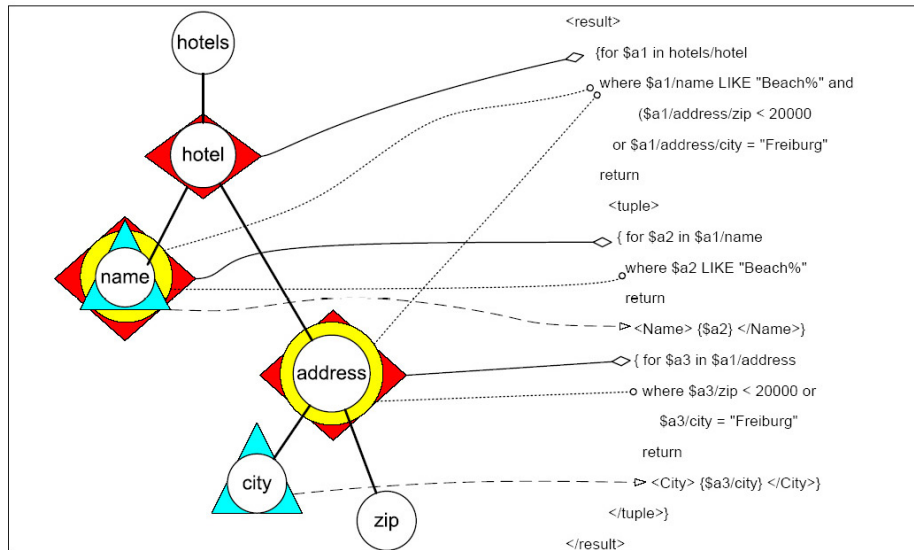 hotels
hotel
name
address
city
zip
<result>
{for $a1 in hotels/hotel
where $a1/name LIKE "Beach%" and
($a1/address/zip < 20000
or $a1/address/city = "Freiburg"
return
<tuple>
{ for $a2 in $a1/name
where $a2 LIKE "Beach%"
return
<Name> {$a2} </Name>}
{ for $a3 in $a1/address
where $a3/zip < 20000 or
$a3/city = "Freiburg"
return
<City> {$a3/city} </City>}
</tuple>}
</result>